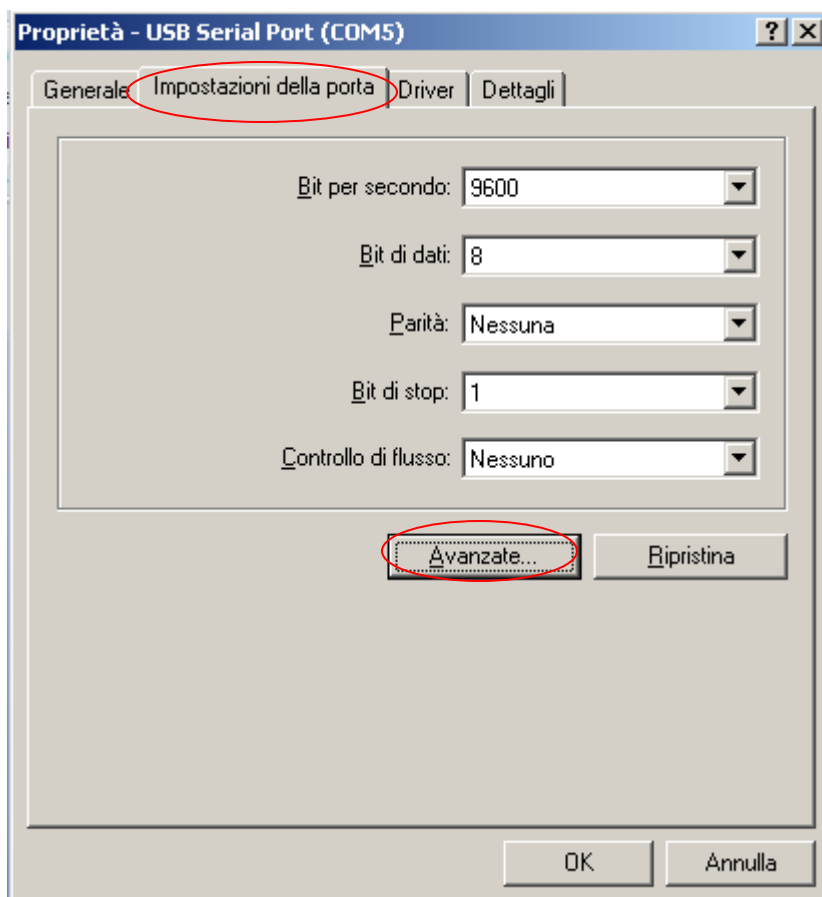 Proprietà - USB Serial Port (COM5)
Generale Impostazioni della porta Driver Dettagli
Bit per secondo: 9600
Bit di dati: 8
Parità: Nessuna
Bit di stop: 1
Controllo di flusso: Nessuno
Avanzate... Ripristina
OK Annulla